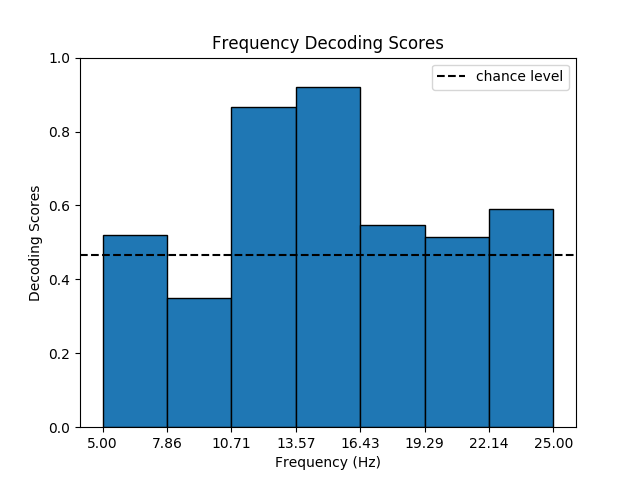 Frequency Decoding Scores
1.0
chance level
0.8
0.6
0.4
0.2
0.0
Decoding Scores
5.00 7.86 10.71 13.57 16.43 19.29 22.14 25.00
Frequency (Hz)